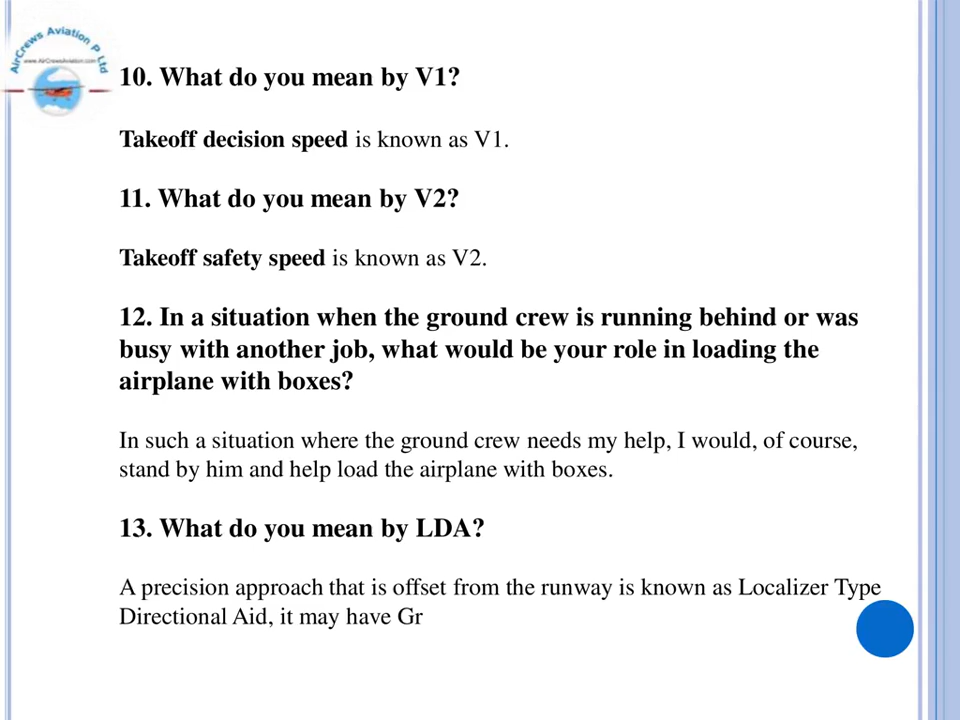 AirCrews Aviation P Ltd
www.AirCrewsAviation.com
10. What do you mean by V1?
Takeoff decision speed is known as V1.
11. What do you mean by V2?
Takeoff safety speed is known as V2.
12. In a situation when the ground crew is running behind or was
busy with another job, what would be your role in loading the
airplane with boxes?
In such a situation where the ground crew needs my help, I would, of course,
stand by him and help load the airplane with boxes.
13. What do you mean by LDA?
A precision approach that is offset from the runway is known as Localizer Type
Directional Aid, it may have Gr